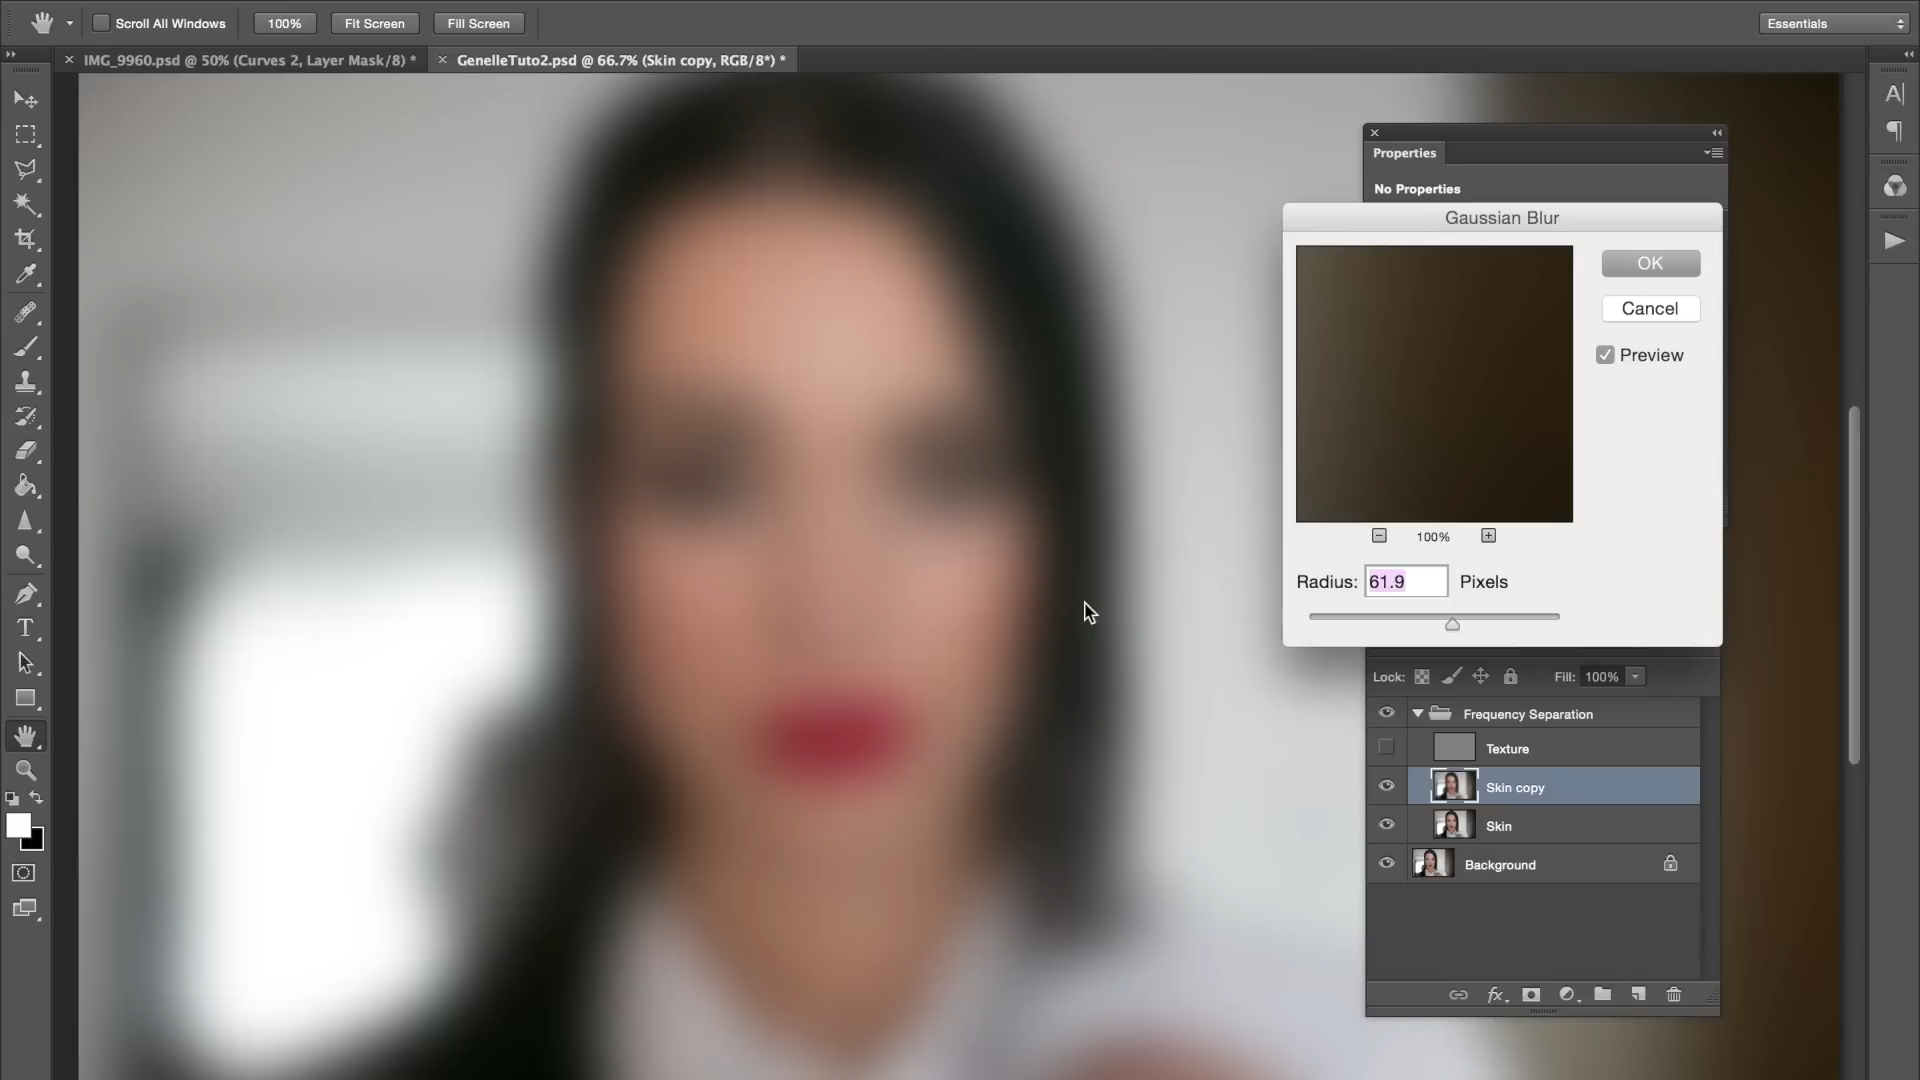 Scroll All Windows
100%
Fit Screen
Fill Screen
Essentials
IMG_9960.psd @ 50% (Curves 2, Layer Mask/8) *
GenelleTuto2.psd @ 66.7% (Skin copy, RGB/8*) *
Properties
No Properties
Gaussian Blur
OK
Cancel
Preview
100%
Radius: 61.9 Pixels
Lock:
Fill: 100%
Frequency Separation
Texture
Skin copy
Skin
Background